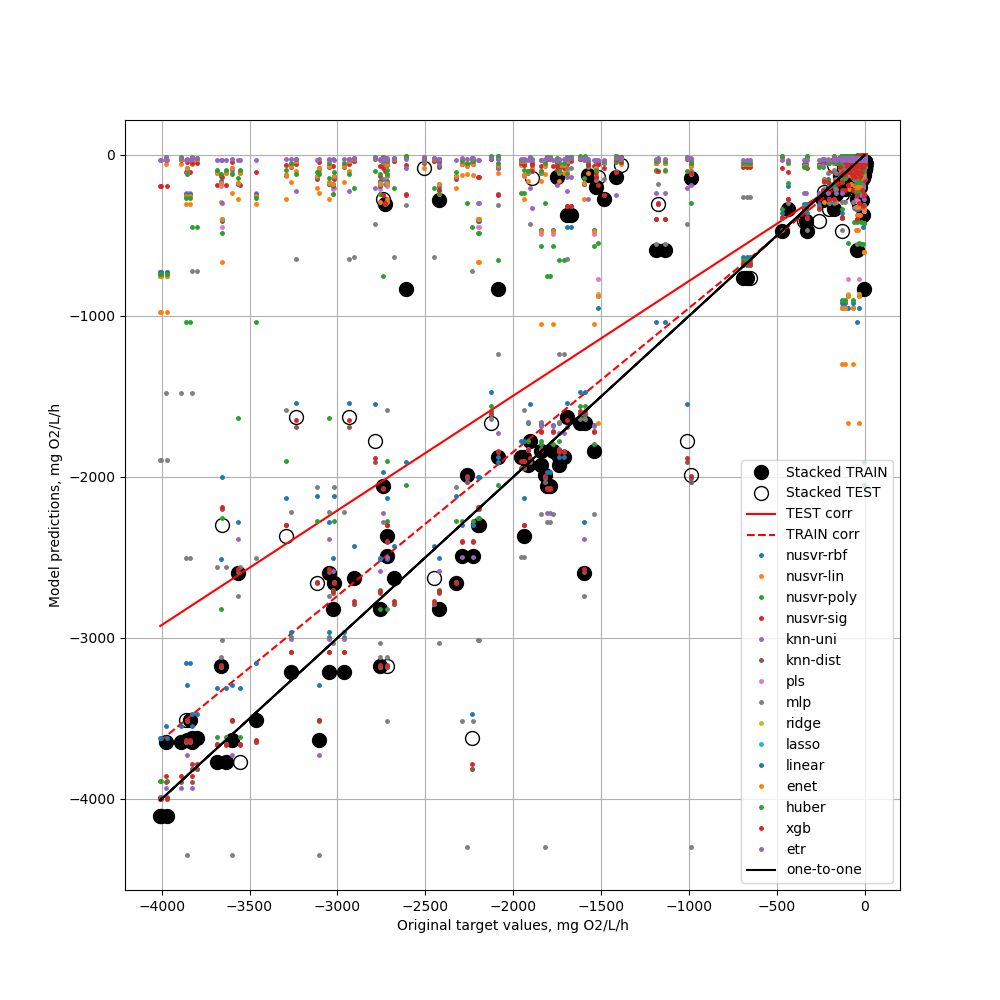 0
−1000
−2000
−3000
−4000
Model predictions, mg O2/L/h
−4000 −3500 −3000 −2500 −2000 −1500 −1000 −500 0
Original target values, mg O2/L/h
Stacked TRAIN
Stacked TEST
TEST corr
TRAIN corr
nusvr-rbf
nusvr-lin
nusvr-poly
nusvr-sig
knn-uni
knn-dist
pls
mlp
ridge
lasso
linear
enet
huber
xgb
etr
one-to-one